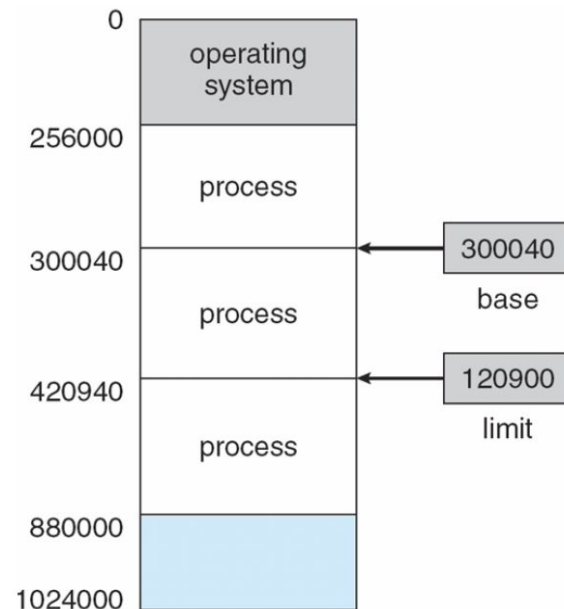 0
operating
system
256000
process
300040
300040
base
process
420940
120900
limit
process
880000
1024000